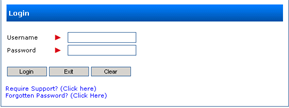 Login
Username
Password
Login Exit Clear
Require Support? (Click here)
Forgotten Password? (Click Here)